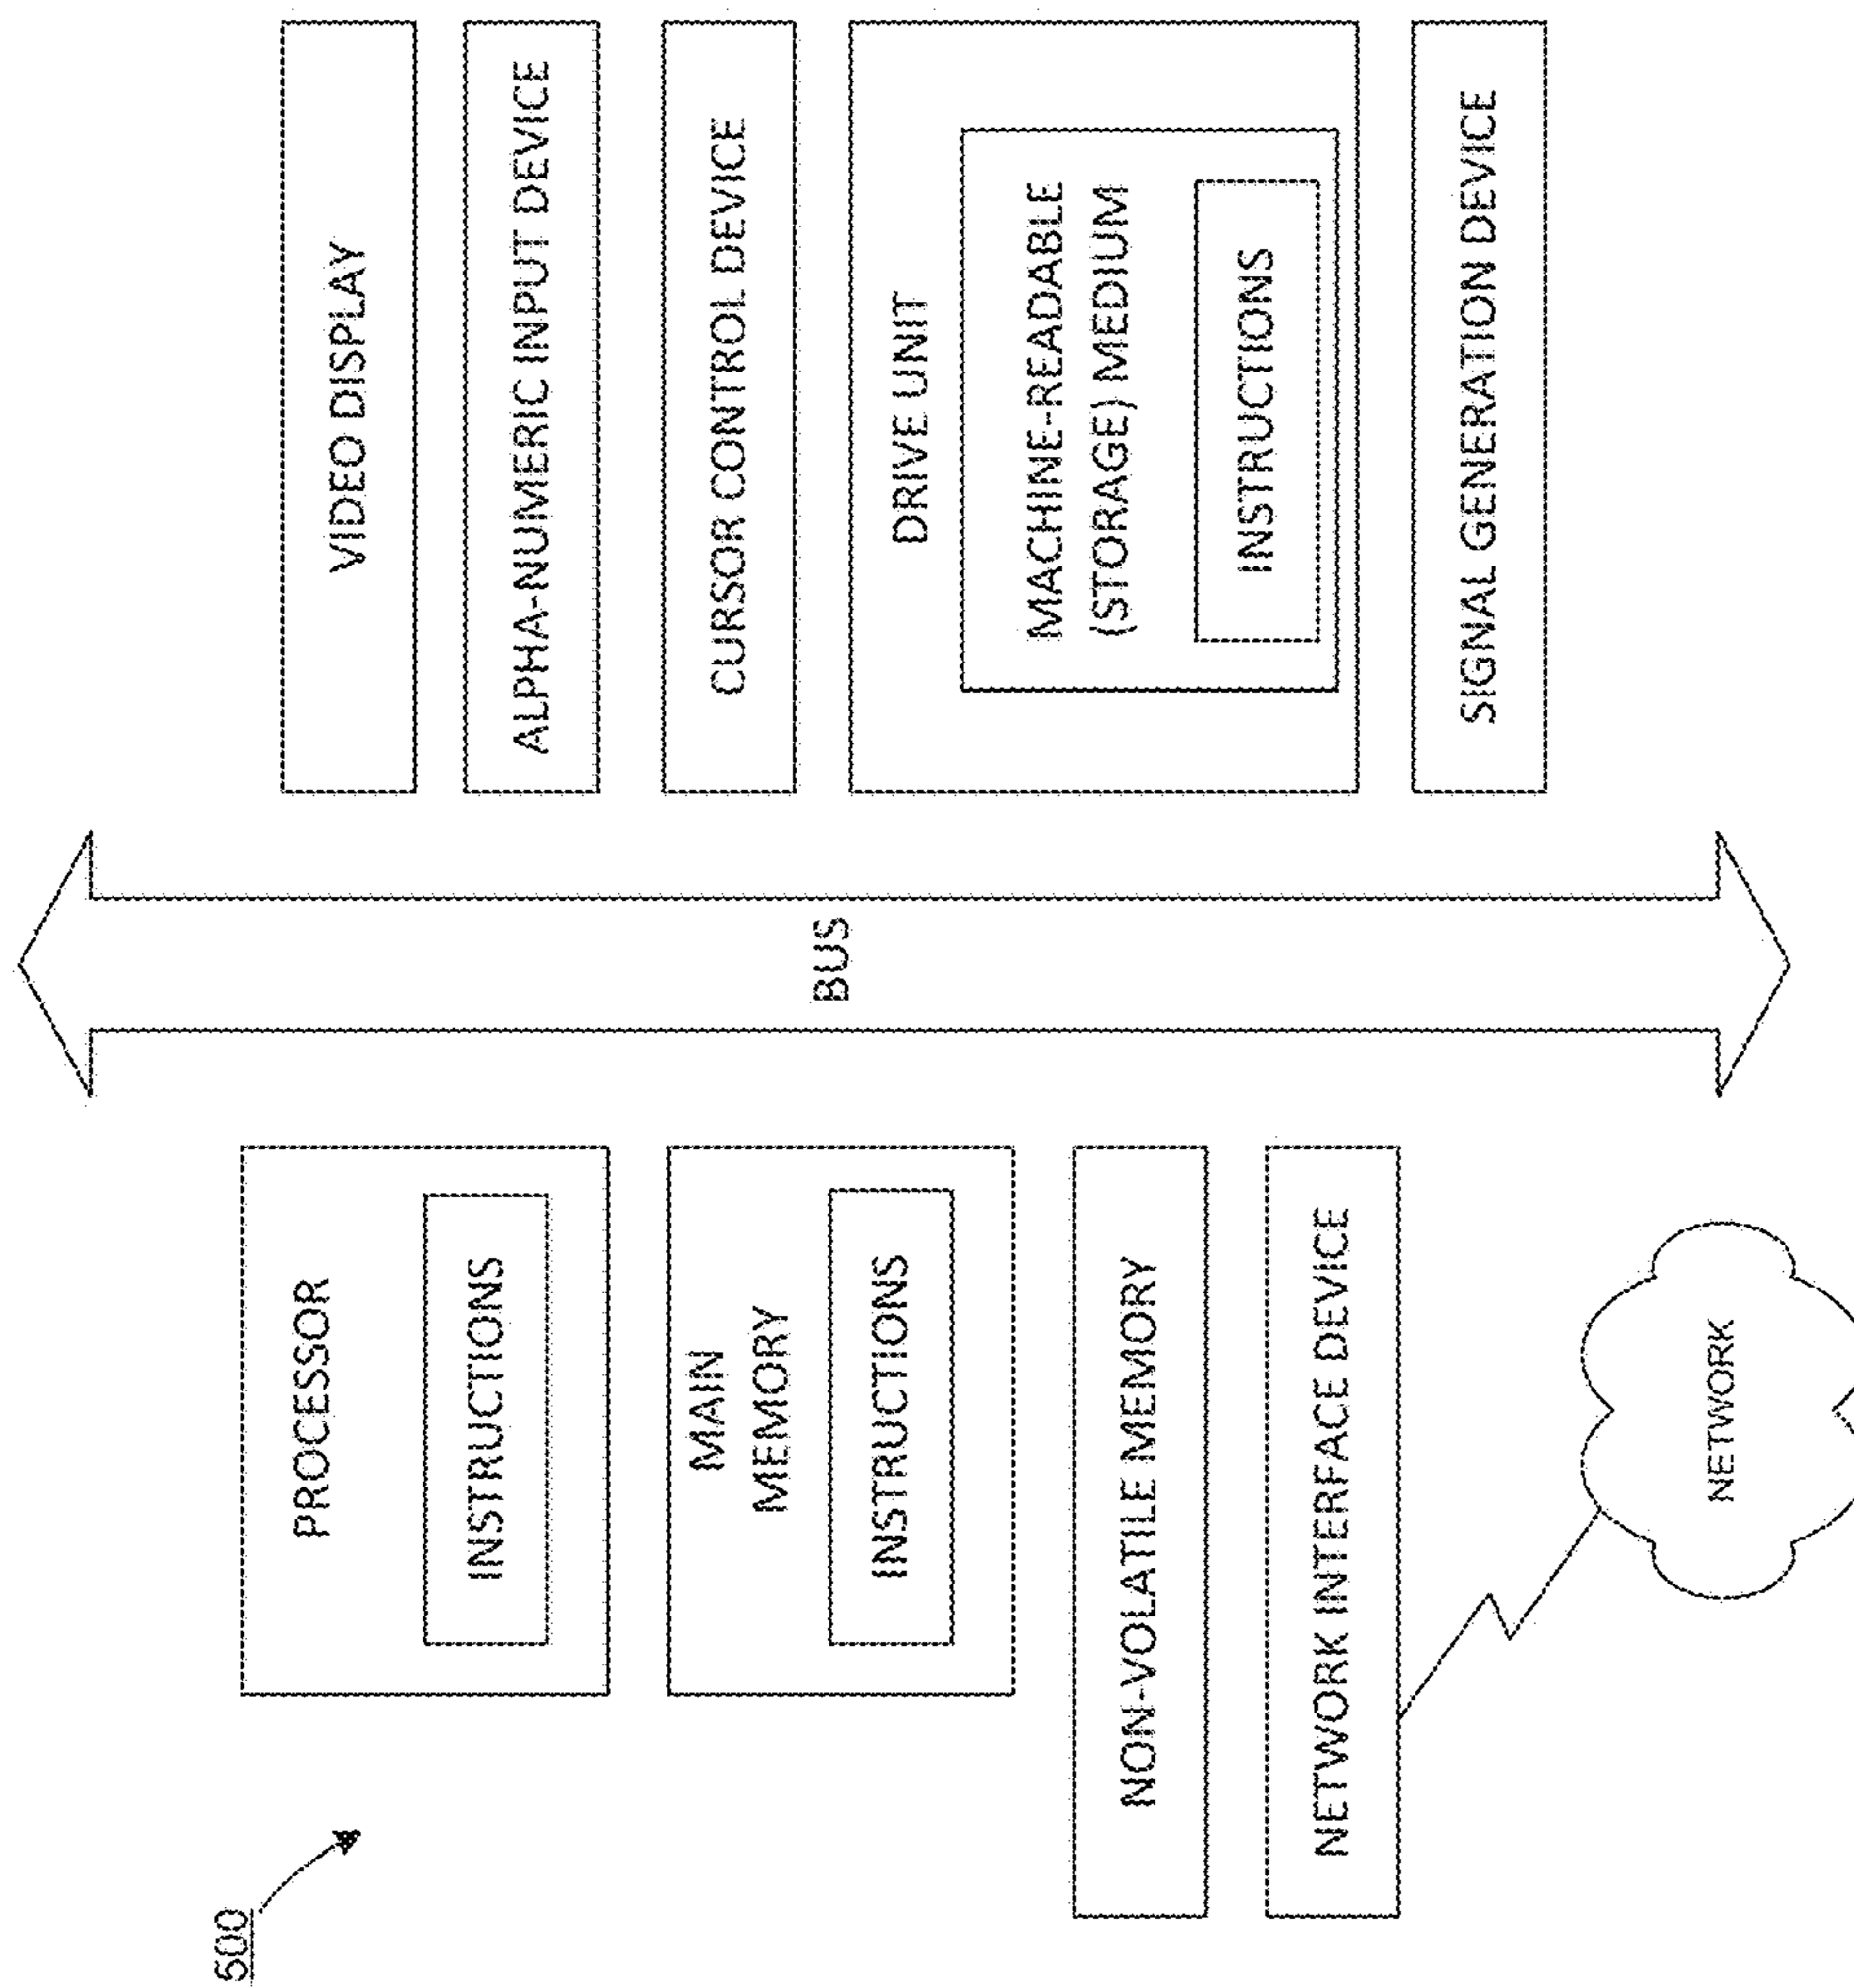 500
PROCESSOR
INSTRUCTIONS
MAIN
MEMORY
INSTRUCTIONS
NON-VOLATILE MEMORY
NETWORK INTERFACE DEVICE
NETWORK
BUS
VIDEO DISPLAY
ALPHA-NUMERIC INPUT DEVICE
CURSOR CONTROL DEVICE
DRIVE UNIT
MACHINE-READABLE
(STORAGE) MEDIUM
INSTRUCTIONS
SIGNAL GENERATION DEVICE